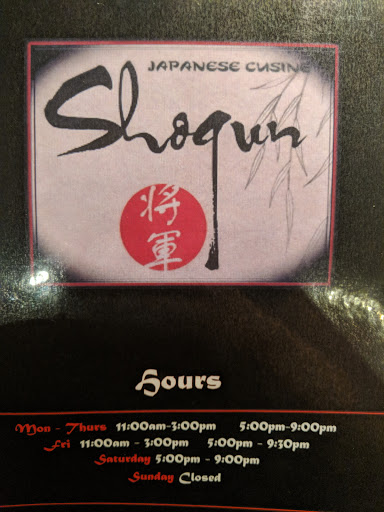 JAPANESE CUSINE
Shogun
将
軍
Hours
Mon - Thurs 11:00am-3:00pm 5:00pm-9:00pm
Fri 11:00am - 3:00pm 5:00pm - 9:30pm
Saturday 5:00pm - 9:00pm
Sunday Closed